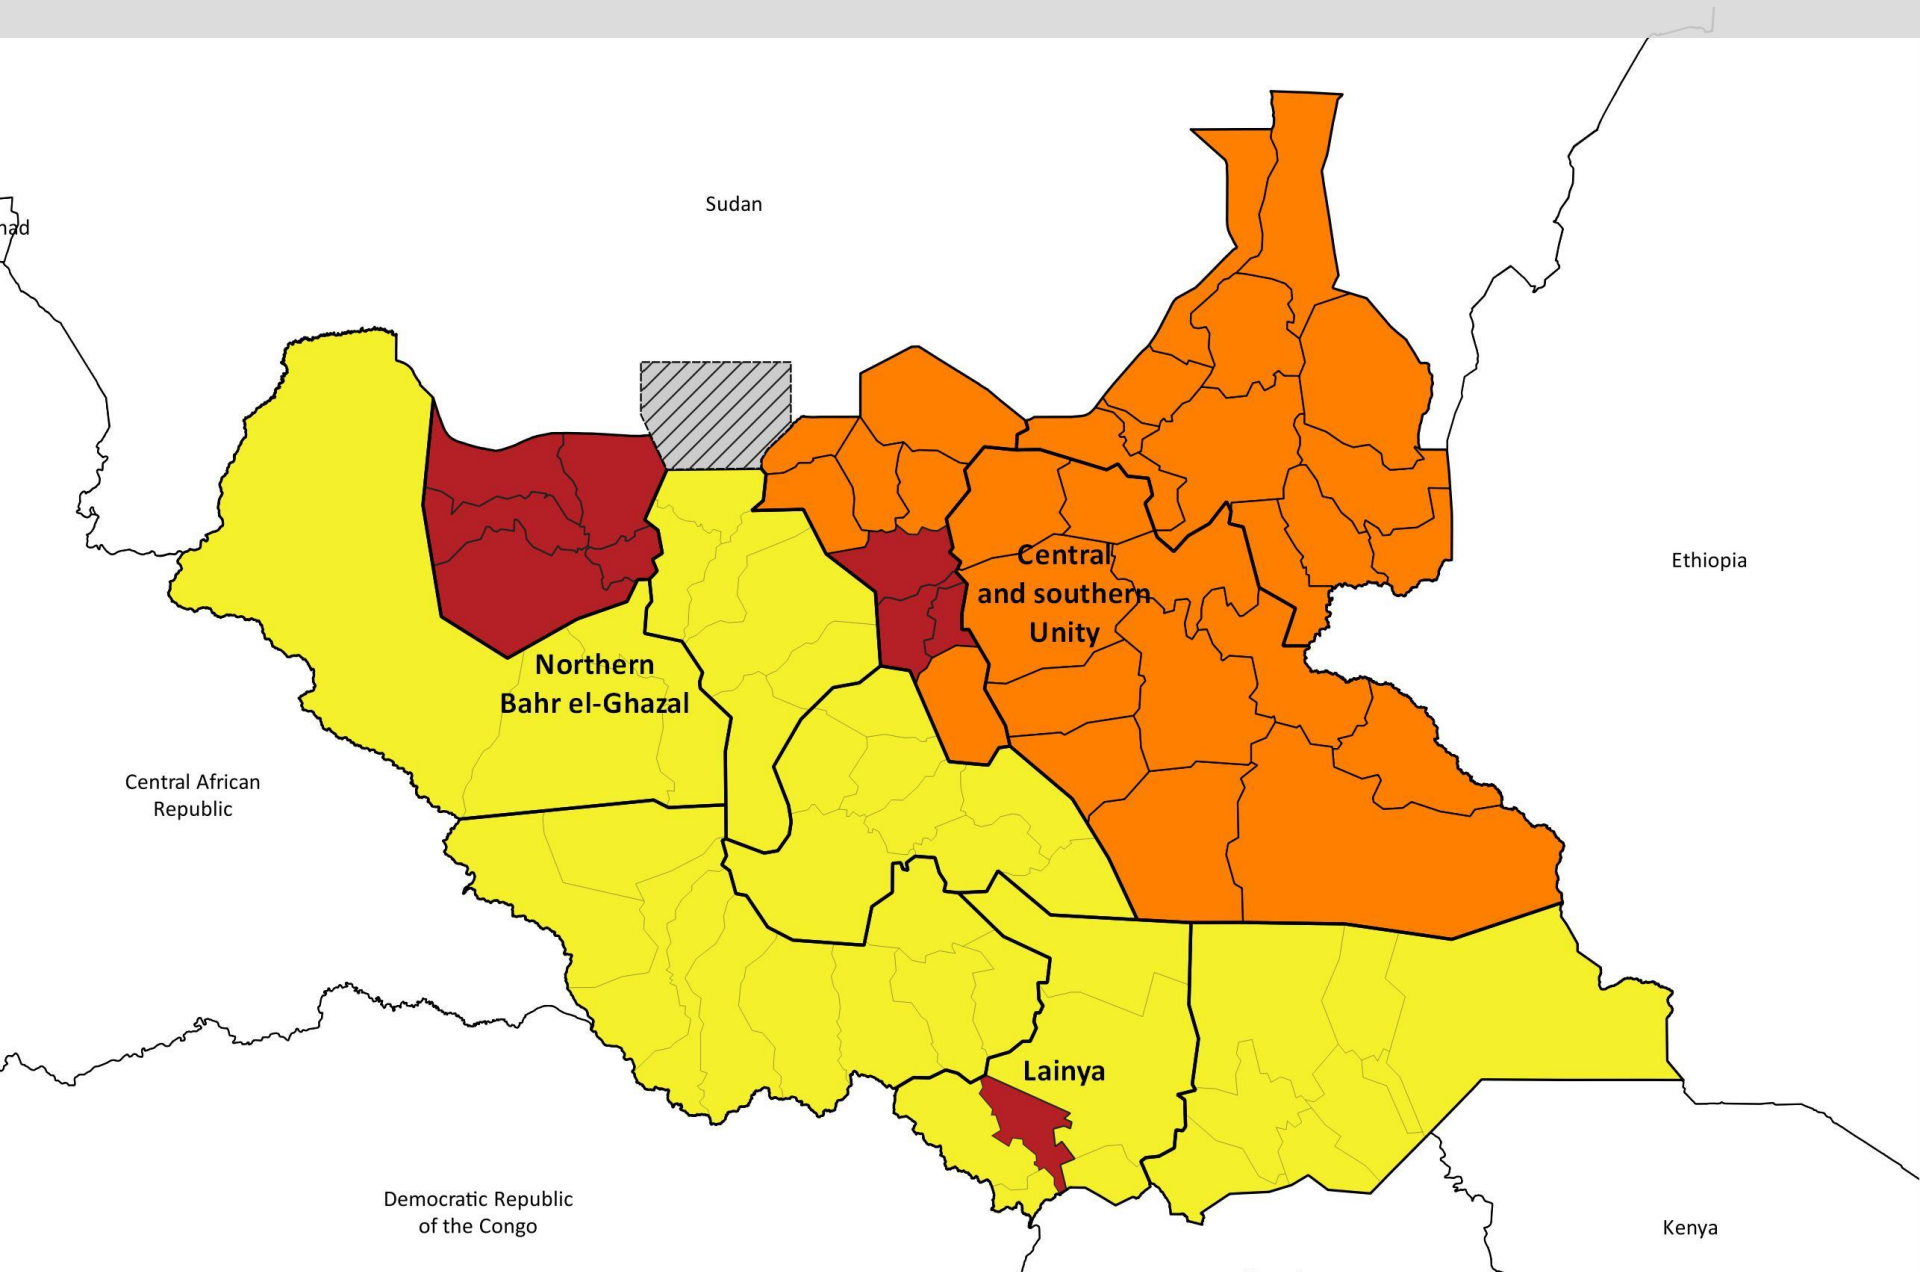 Sudan
had
Central
and southern
Unity
Ethiopia
Northern
Bahr el-Ghazal
Central African
Republic
Lainya
Democratic Republic
of the Congo
Kenya